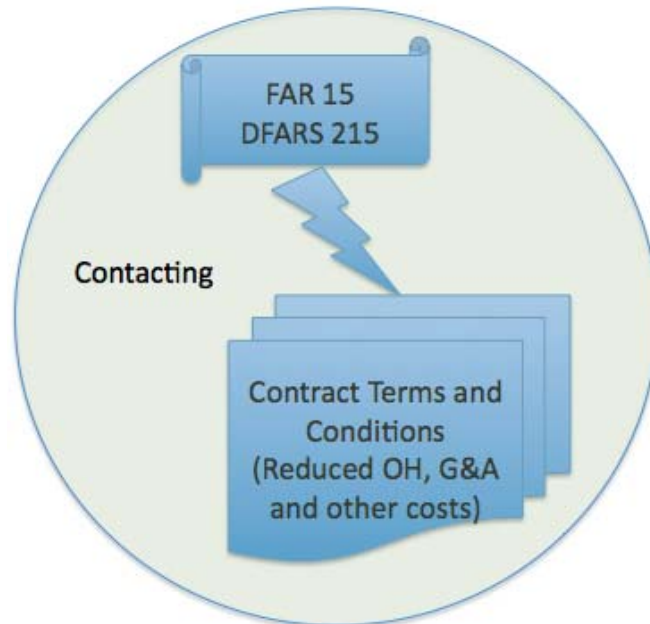 FAR 15
DFARS 215
Contacting
Contract Terms and
Conditions
(Reduced OH, G&A
and other costs)